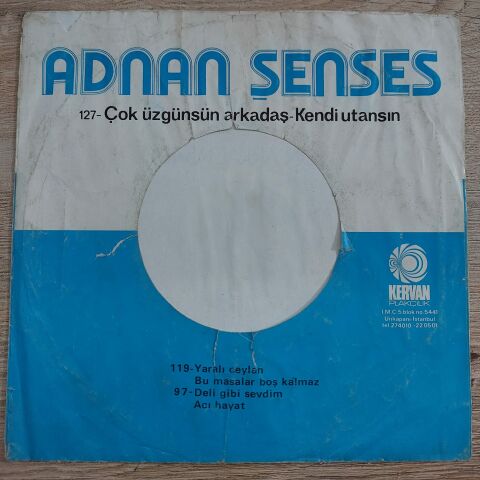 ADNAN ŞENSES
127- Çok üzgünsün arkadaş-Kendi utansın
KERVAN
PLAKÇILIK
I M C 5 blok no. 5441
Unkapanı-İstanbul
tel 274010 - 220501
119-Yaralı ceylan
Bu masalar boş kalmaz
97-Deli gibi sevdim
Acı hayat